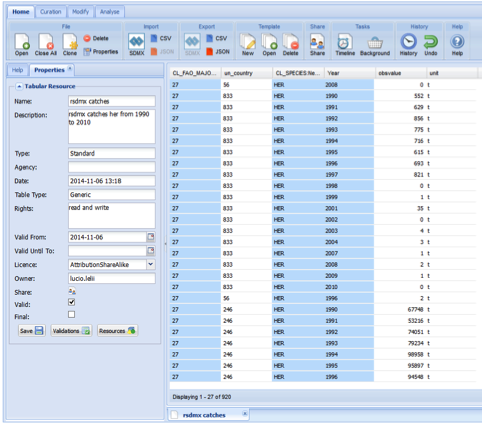 Home Curation Modify Analyse
File Import Export Template Share Tasks History Help
Open Close All Clone Delete Properties SDMX CSV JSON SDMX CSV JSON New Open Delete Share Timeline Background History Undo Help
Help Properties
Tabular Resource
Name: rsdmx catches
Description: rsdmx catches her from 1990
to 2010
Type: Standard
Agency:
Date: 2014-11-06 13:18
Table Type: Generic
Rights: read and write
Valid From: 2014-11-06
Valid Until To:
Licence: AttributionShareAlike
Owner: lucio.lelii
Share:
Valid:
Final:
Save Validations Resources
CL_FAO_MAJO... un_country CL_SPECIES:Ne... Year obsvalue unit
27 56 HER 2008 0 t
27 833 HER 1990 552 t
27 833 HER 1991 629 t
27 833 HER 1992 856 t
27 833 HER 1993 775 t
27 833 HER 1994 716 t
27 833 HER 1995 615 t
27 833 HER 1996 693 t
27 833 HER 1997 821 t
27 833 HER 1998 0 t
27 833 HER 1999 1 t
27 833 HER 2001 35 t
27 833 HER 2002 0 t
27 833 HER 2003 4 t
27 833 HER 2004 3 t
27 833 HER 2007 1 t
27 833 HER 2008 2 t
27 833 HER 2009 1 t
27 833 HER 2010 0 t
27 56 HER 1996 2 t
27 246 HER 1990 67748 t
27 246 HER 1991 53216 t
27 246 HER 1992 74051 t
27 246 HER 1993 79234 t
27 246 HER 1994 98958 t
27 246 HER 1995 95897 t
27 246 HER 1996 94548 t
Displaying 1 - 27 of 920
rsdmx catches